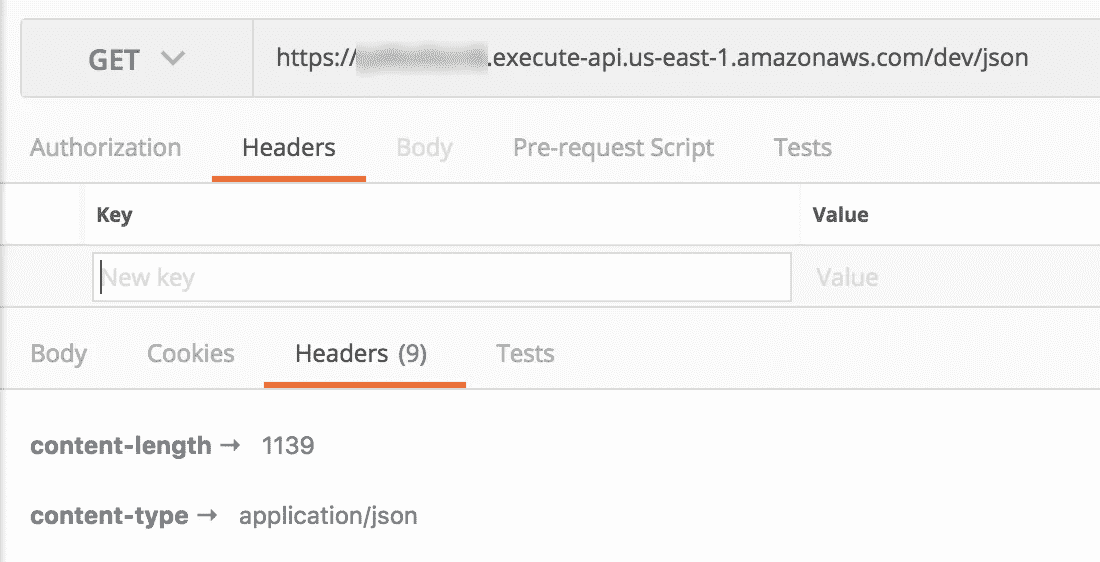 GET https://.execute-api.us-east-1.amazonaws.com/dev/json
Authorization Headers Body Pre-request Script Tests
Key Value
New key Value
Body Cookies Headers (9) Tests
content-length → 1139
content-type → application/json